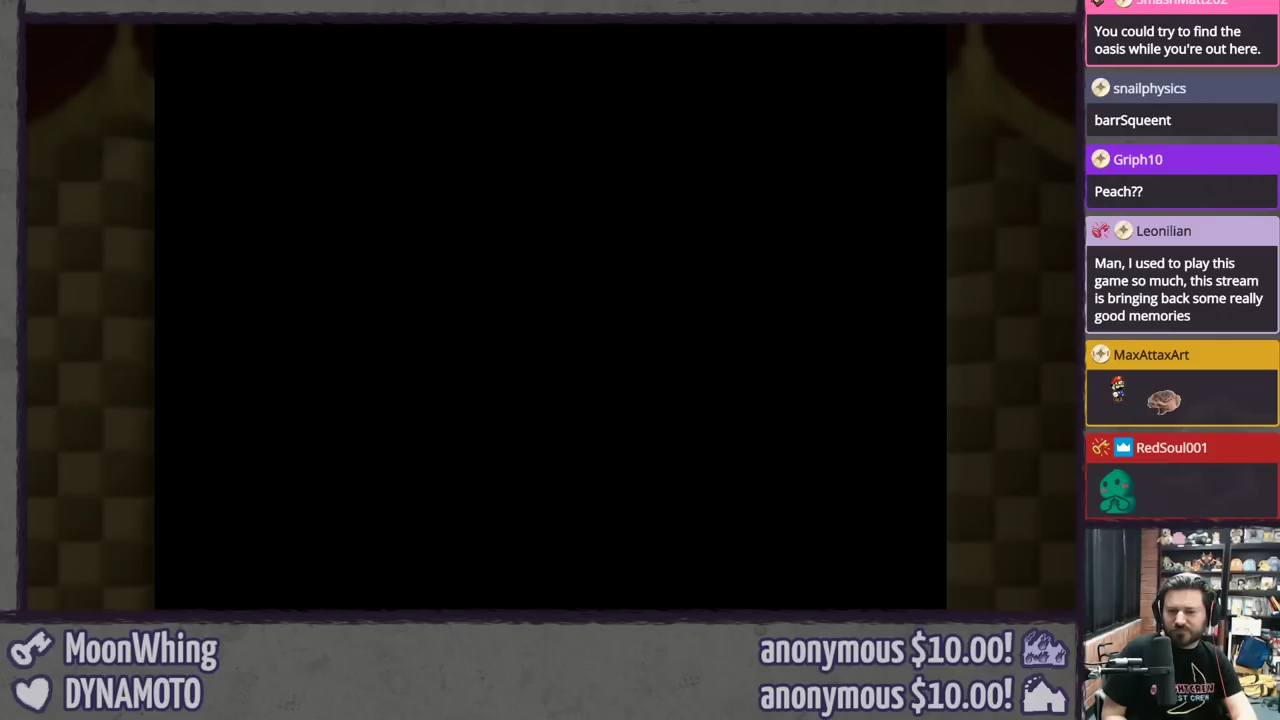 SmashMatt202
You could try to find the
oasis while you're out here.
snailphysics
barrSqueent
Griph10
Peach??
Leonilian
Man, I used to play this
game so much, this stream
is bringing back some really
good memories
MaxAttaxArt
RedSoul001
MoonWhing
DYNAMOTO
anonymous $10.00!
anonymous $10.00!